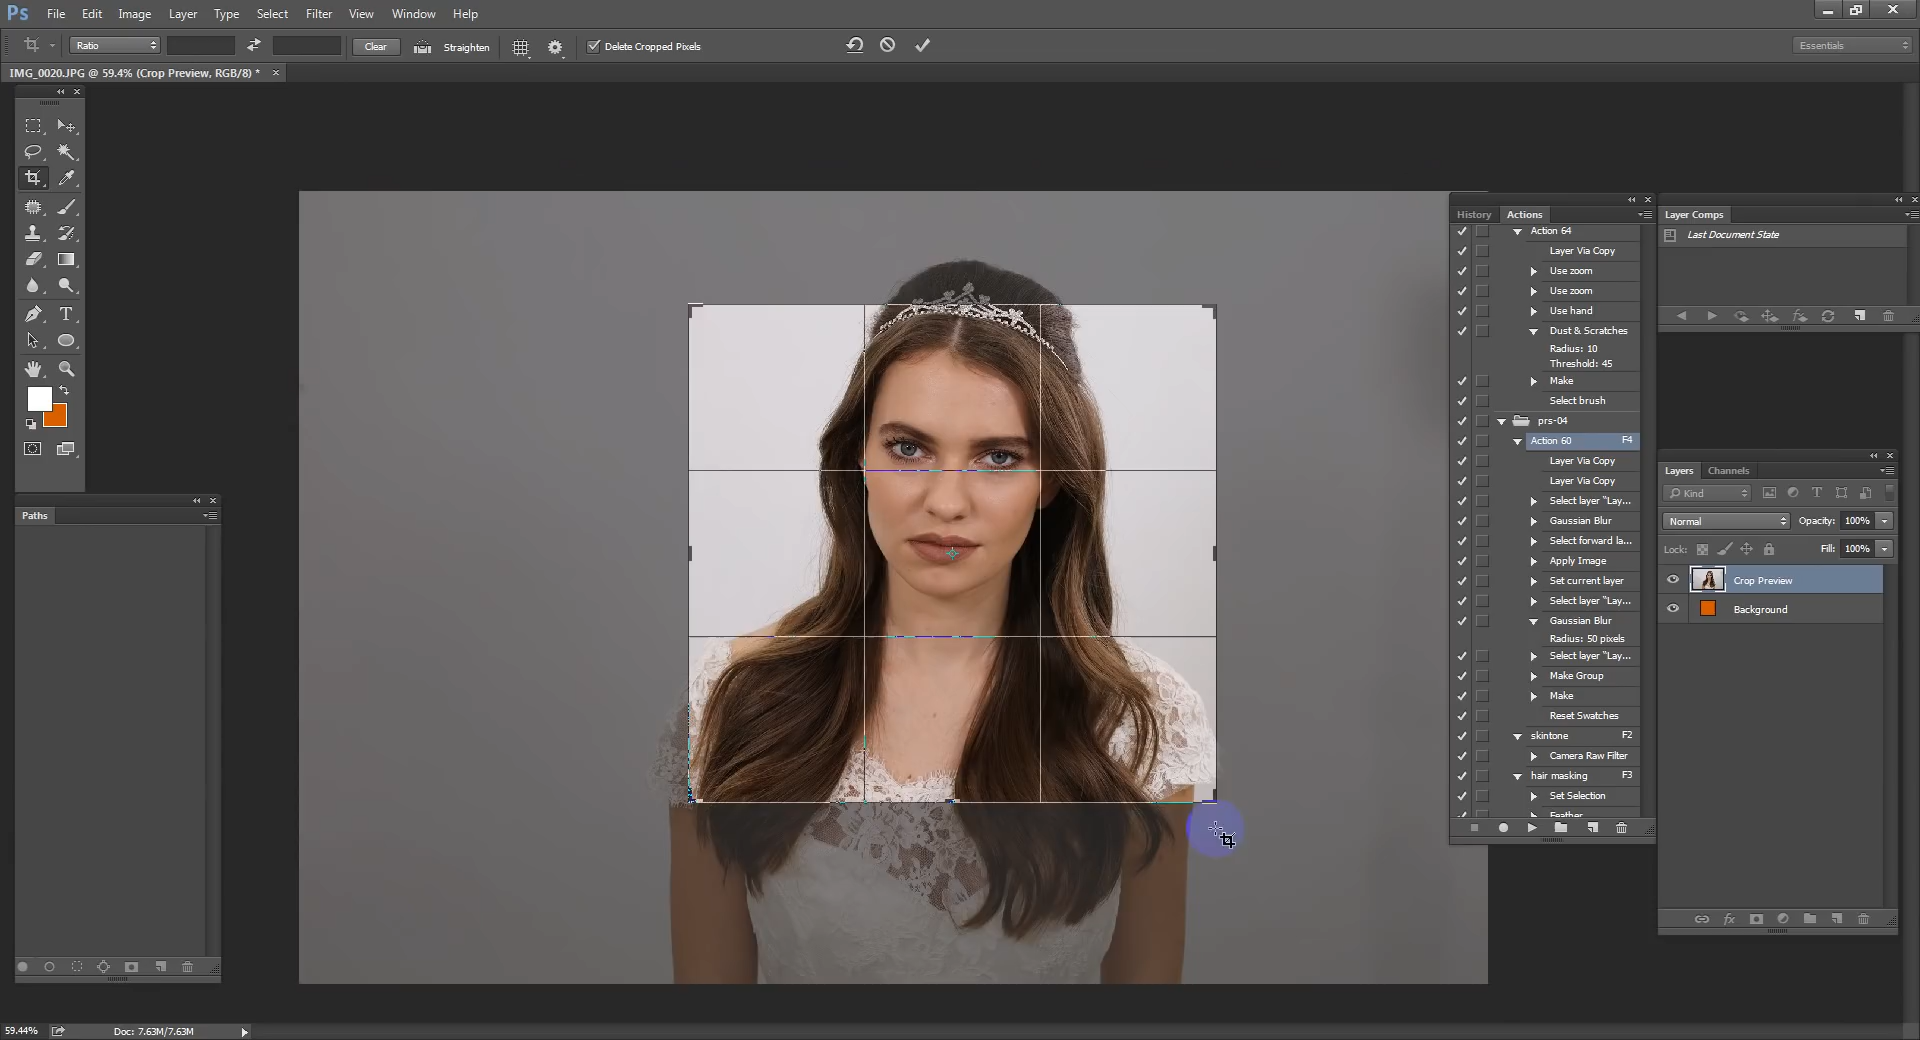 Ps File Edit Image Layer Type Select Filter View Window Help
Ratio Clear Straighten Delete Cropped Pixels Essentials
IMG_0020.JPG @ 59.4% (Crop Preview, RGB/8) * ×
History Actions
Action 64
Layer Via Copy
Use zoom
Use zoom
Use hand
Dust & Scratches
Radius: 10
Threshold: 45
Make
Select brush
prs-04
Action 60 F4
Layer Via Copy
Layer Via Copy
Select layer "Lay...
Gaussian Blur
Select forward la...
Apply Image
Set current layer
Select layer "Lay...
Gaussian Blur
Radius: 50 pixels
Select layer "Lay...
Make Group
Make
Reset Swatches
skintone F2
Camera Raw Filter
hair masking F3
Set Selection
Feather
Layer Comps
Last Document State
Layers Channels
Kind
Normal Opacity: 100%
Lock: Fill: 100%
Crop Preview
Background
Paths
59.44% Doc: 7.63M/7.63M